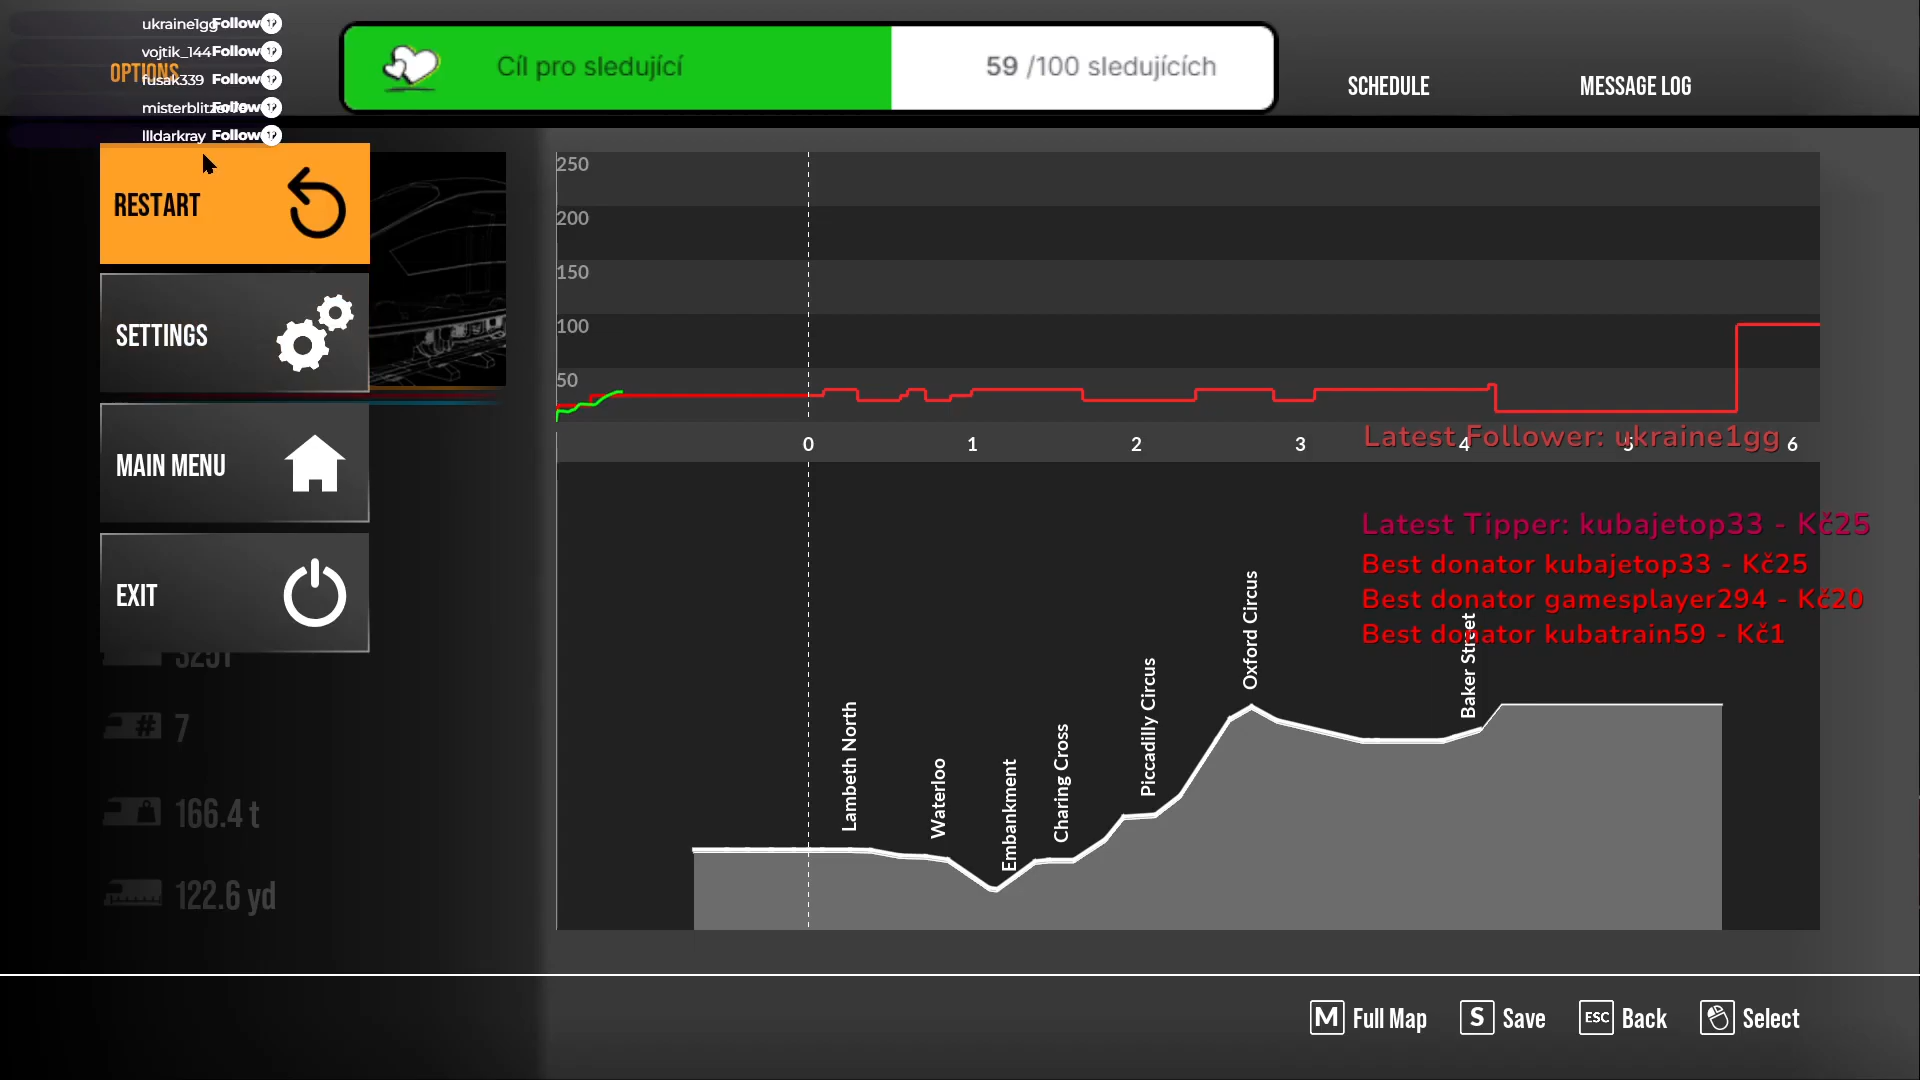 ukraine1gg Follow
vojtik_144 Follow
OPTIONS
fusak339 Follow
Follow
llldarkray Follow
Cíl pro sledující
59 /100 sledujících
SCHEDULE
MESSAGE LOG
RESTART
SETTINGS
MAIN MENU
EXIT
7
166.4 t
122.6 yd
250
200
150
100
50
0 1 2 3 4 5 6
Latest Follower: ukraine1gg
Latest Tipper: kubajetop33 - Kč25
Best donator kubajetop33 - Kč25
Best donator gamesplayer294 - Kč20
Best donator kubatrain59 - Kč1
Lambeth North
Waterloo
Embankment
Charing Cross
Piccadilly Circus
Oxford Circus
Baker Street
M Full Map
S Save
ESC Back
Select